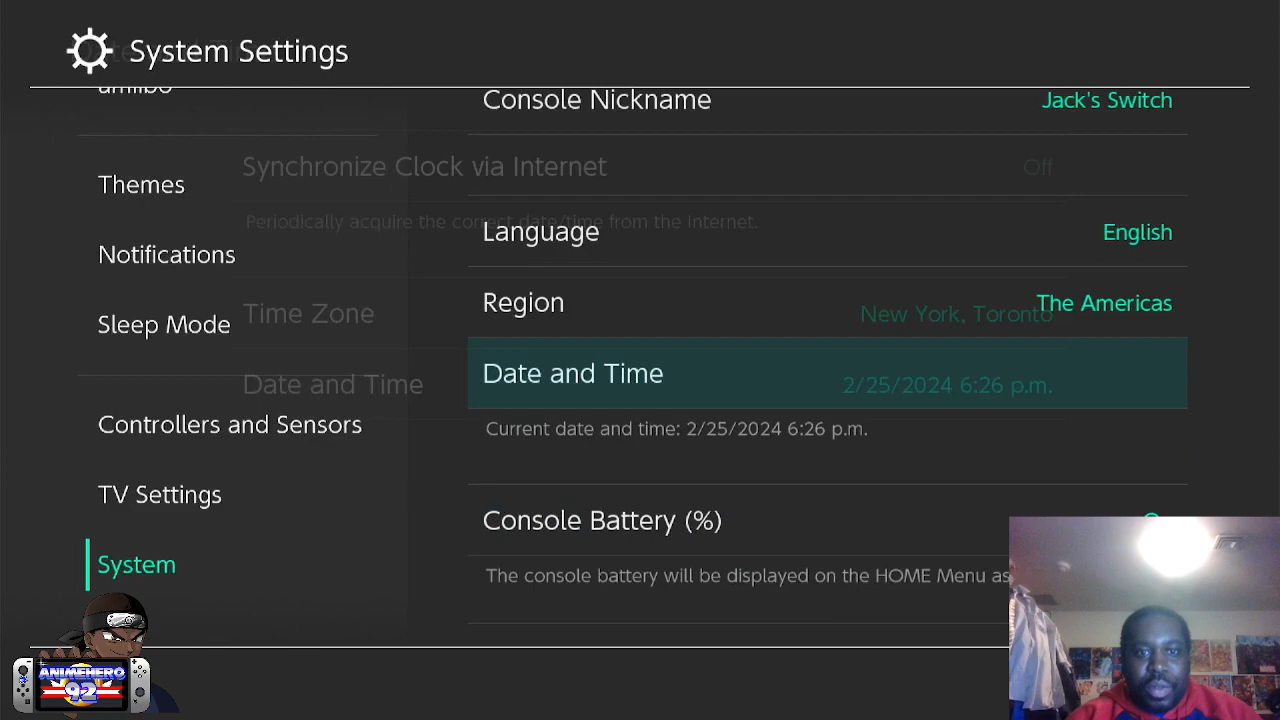 System Settings
amiibo
Themes
Notifications
Sleep Mode
Controllers and Sensors
TV Settings
System
Console Nickname Jack's Switch
Synchronize Clock via Internet Off
Periodically acquire the correct date/time from the Internet.
Language English
Region The Americas
Time Zone New York, Toronto
Date and Time
Date and Time 2/25/2024 6:26 p.m.
Current date and time: 2/25/2024 6:26 p.m.
Console Battery (%)
The console battery will be displayed on the HOME Menu as
ANIMEHERO
92